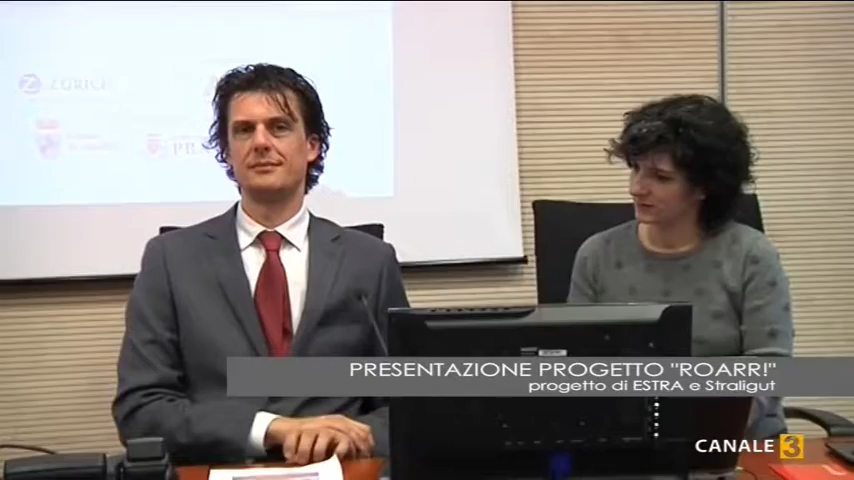 ZURICH
PRESENTAZIONE PROGETTO "ROARR!"
progetto di ESTRA e Straligut
CANALE 3